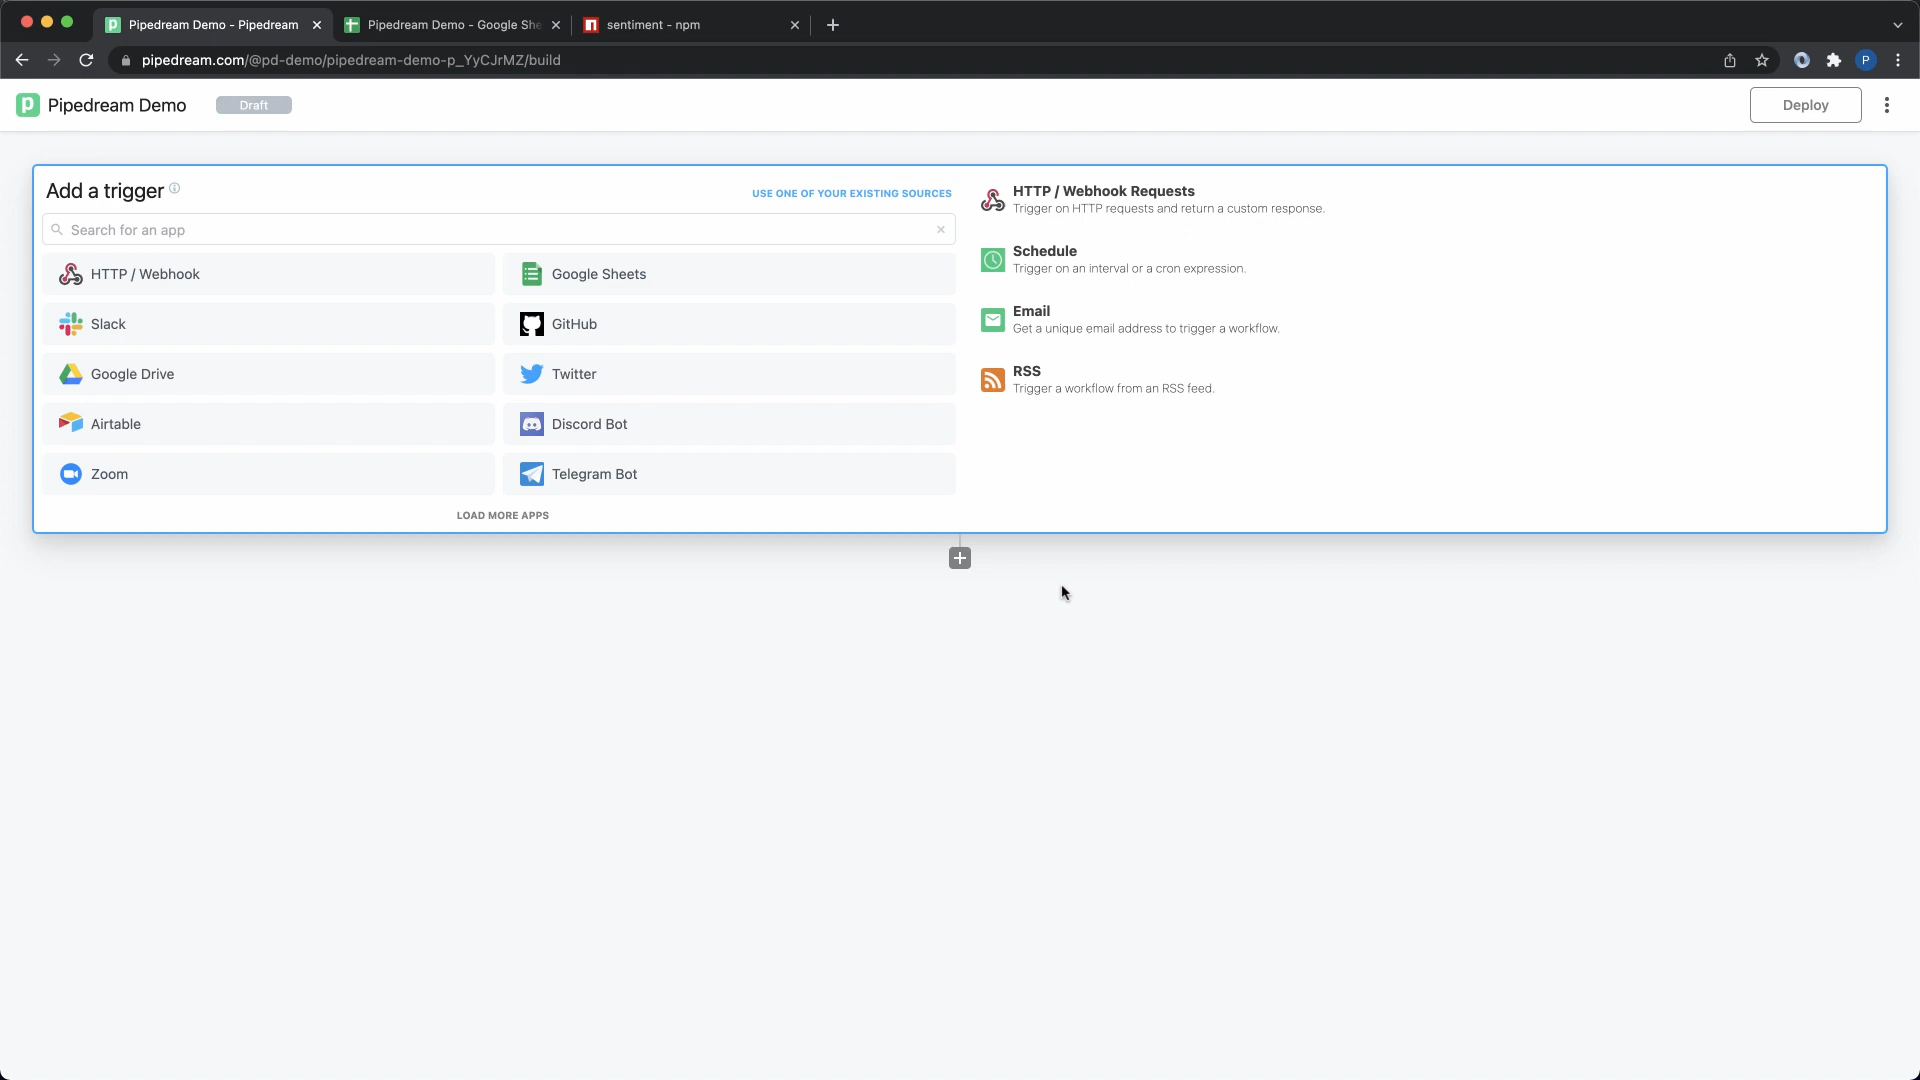 Pipedream Demo - Pipedream
Pipedream Demo - Google She
sentiment - npm
pipedream.com/@pd-demo/pipedream-demo-p_YyCJrMZ/build
P
Pipedream Demo
Draft
Deploy
Add a trigger
USE ONE OF YOUR EXISTING SOURCES
Search for an app
HTTP / Webhook
Google Sheets
Slack
GitHub
Google Drive
Twitter
Airtable
Discord Bot
Zoom
Telegram Bot
LOAD MORE APPS
HTTP / Webhook Requests
Trigger on HTTP requests and return a custom response.
Schedule
Trigger on an interval or a cron expression.
Email
Get a unique email address to trigger a workflow.
RSS
Trigger a workflow from an RSS feed.